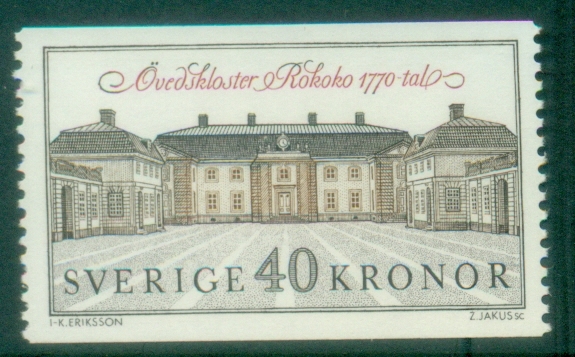 Övedskloster Rokoko 1770-tal
SVERIGE 40 KRONOR
I-K.ERIKSSON
Z.JAKUS SC